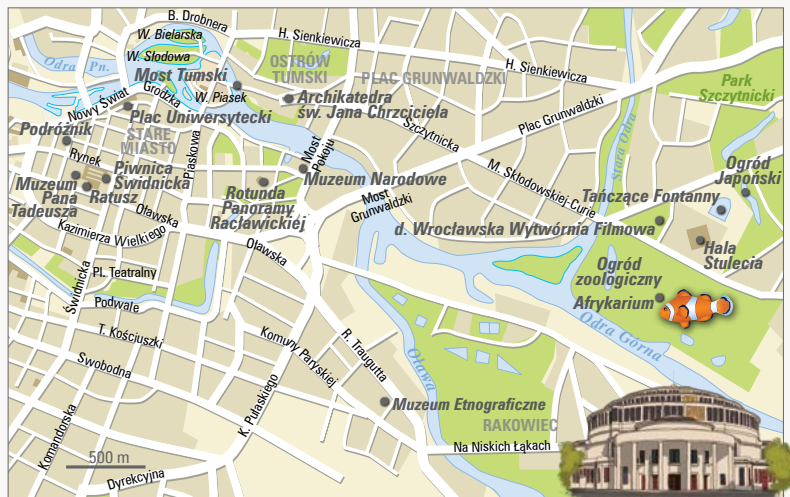 B. Drobnera
W. Bielarska
H. Sienkiewicza
W. Słodowa
Odra Pn.
OSTRÓW
TUMSKI
H. Sienkiewicza
Most Tumski
PLAC GRUNWALDZKI
Park
Szczytnicki
Grodzka
W. Piasek
Nowy Świat
Archikatedra
św. Jana Chrzciciela
Plac Grunwaldzki
Plac Uniwersytecki
Podróżnik
STARE
MIASTO
Piaskowa
Szczytnicka
Most
Pokoju
Stara Odra
Rynek
Piwnica
Świdnicka
Muzeum
Pana
Tadeusza
Ratusz
Muzeum Narodowe
M. Skłodowskiej-Curie
Ogród
Japoński
Rotunda
Panoramy
Racławickiej
Most
Grunwaldzki
Tańczące Fontanny
Oławska
Kazimierza Wielkiego
d. Wrocławska Wytwórnia Filmowa
Oławska
Hala
Stulecia
Pl. Teatralny
Ogród
zoologiczny
Świdnicka
Afrykarium
Podwale
Odra Górna
T. Kościuszki
Komuny Paryskiej
R. Traugutta
Oława
Swobodna
K. Pułaskiego
Muzeum Etnograficzne
RAKOWIEC
Komandorska
Na Niskich Łąkach
500 m
Dyrekcyjna